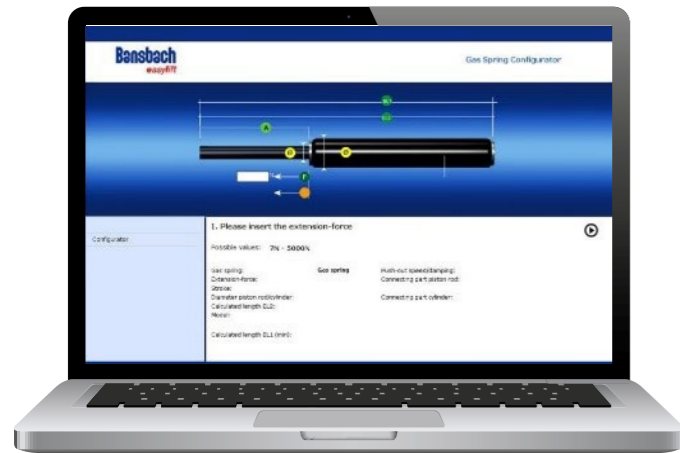 Bansbach
easylift
Gas Spring Configurator
A
F
Configurator
1. Please insert the extension-force
Possible values: 7N - 5000N
Gas spring: Gas spring
Extension-force:
Stroke:
Diameter piston rod/cylinder
Calculated length EL2:
Model:
Calculated length EL1 (mm):
Push-out speed/damping:
Connecting part piston rod:
Connecting part cylinder: